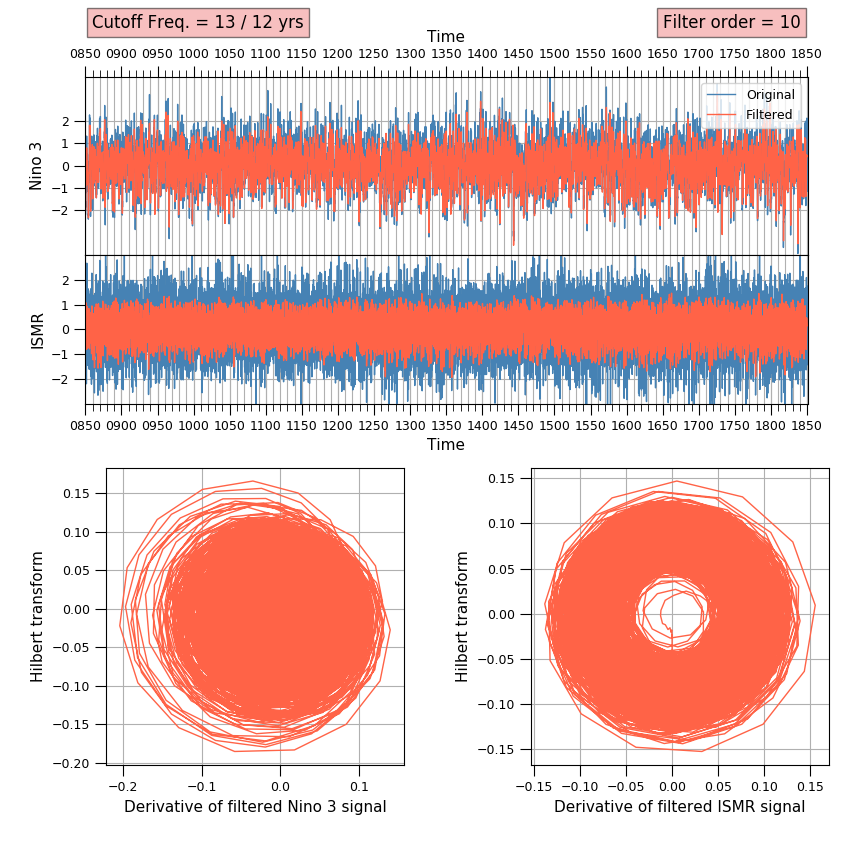 Cutoff Freq. = 13 / 12 yrs
Filter order = 10
Time
0850 0900 0950 1000 1050 1100 1150 1200 1250 1300 1350 1400 1450 1500 1550 1600 1650 1700 1750 1800 1850
Original
Filtered
Nino 3
2
1
0
−1
−2
ISMR
2
1
0
−1
−2
0850 0900 0950 1000 1050 1100 1150 1200 1250 1300 1350 1400 1450 1500 1550 1600 1650 1700 1750 1800 1850
Time
Hilbert transform
0.15
0.10
0.05
0.00
−0.05
−0.10
−0.15
−0.20
−0.2 −0.1 0.0 0.1
Derivative of filtered Nino 3 signal
Hilbert transform
0.15
0.10
0.05
0.00
−0.05
−0.10
−0.15
−0.15 −0.10 −0.05 0.00 0.05 0.10 0.15
Derivative of filtered ISMR signal